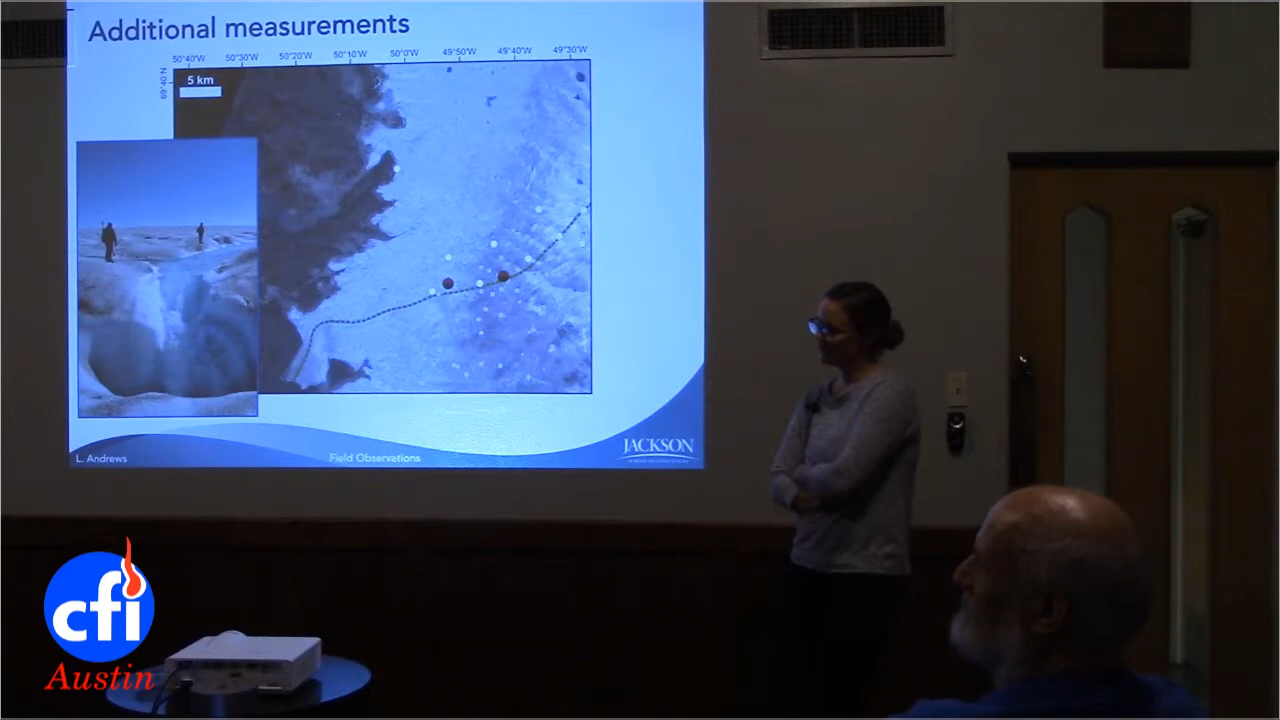 Additional measurements
50°40'W 50°30'W 50°20'W 50°10'W 50°0'W 49°50'W 49°40'W 49°30'W
69°40'N
5 km
L. Andrews
Field Observations
JACKSON
cfi
Austin